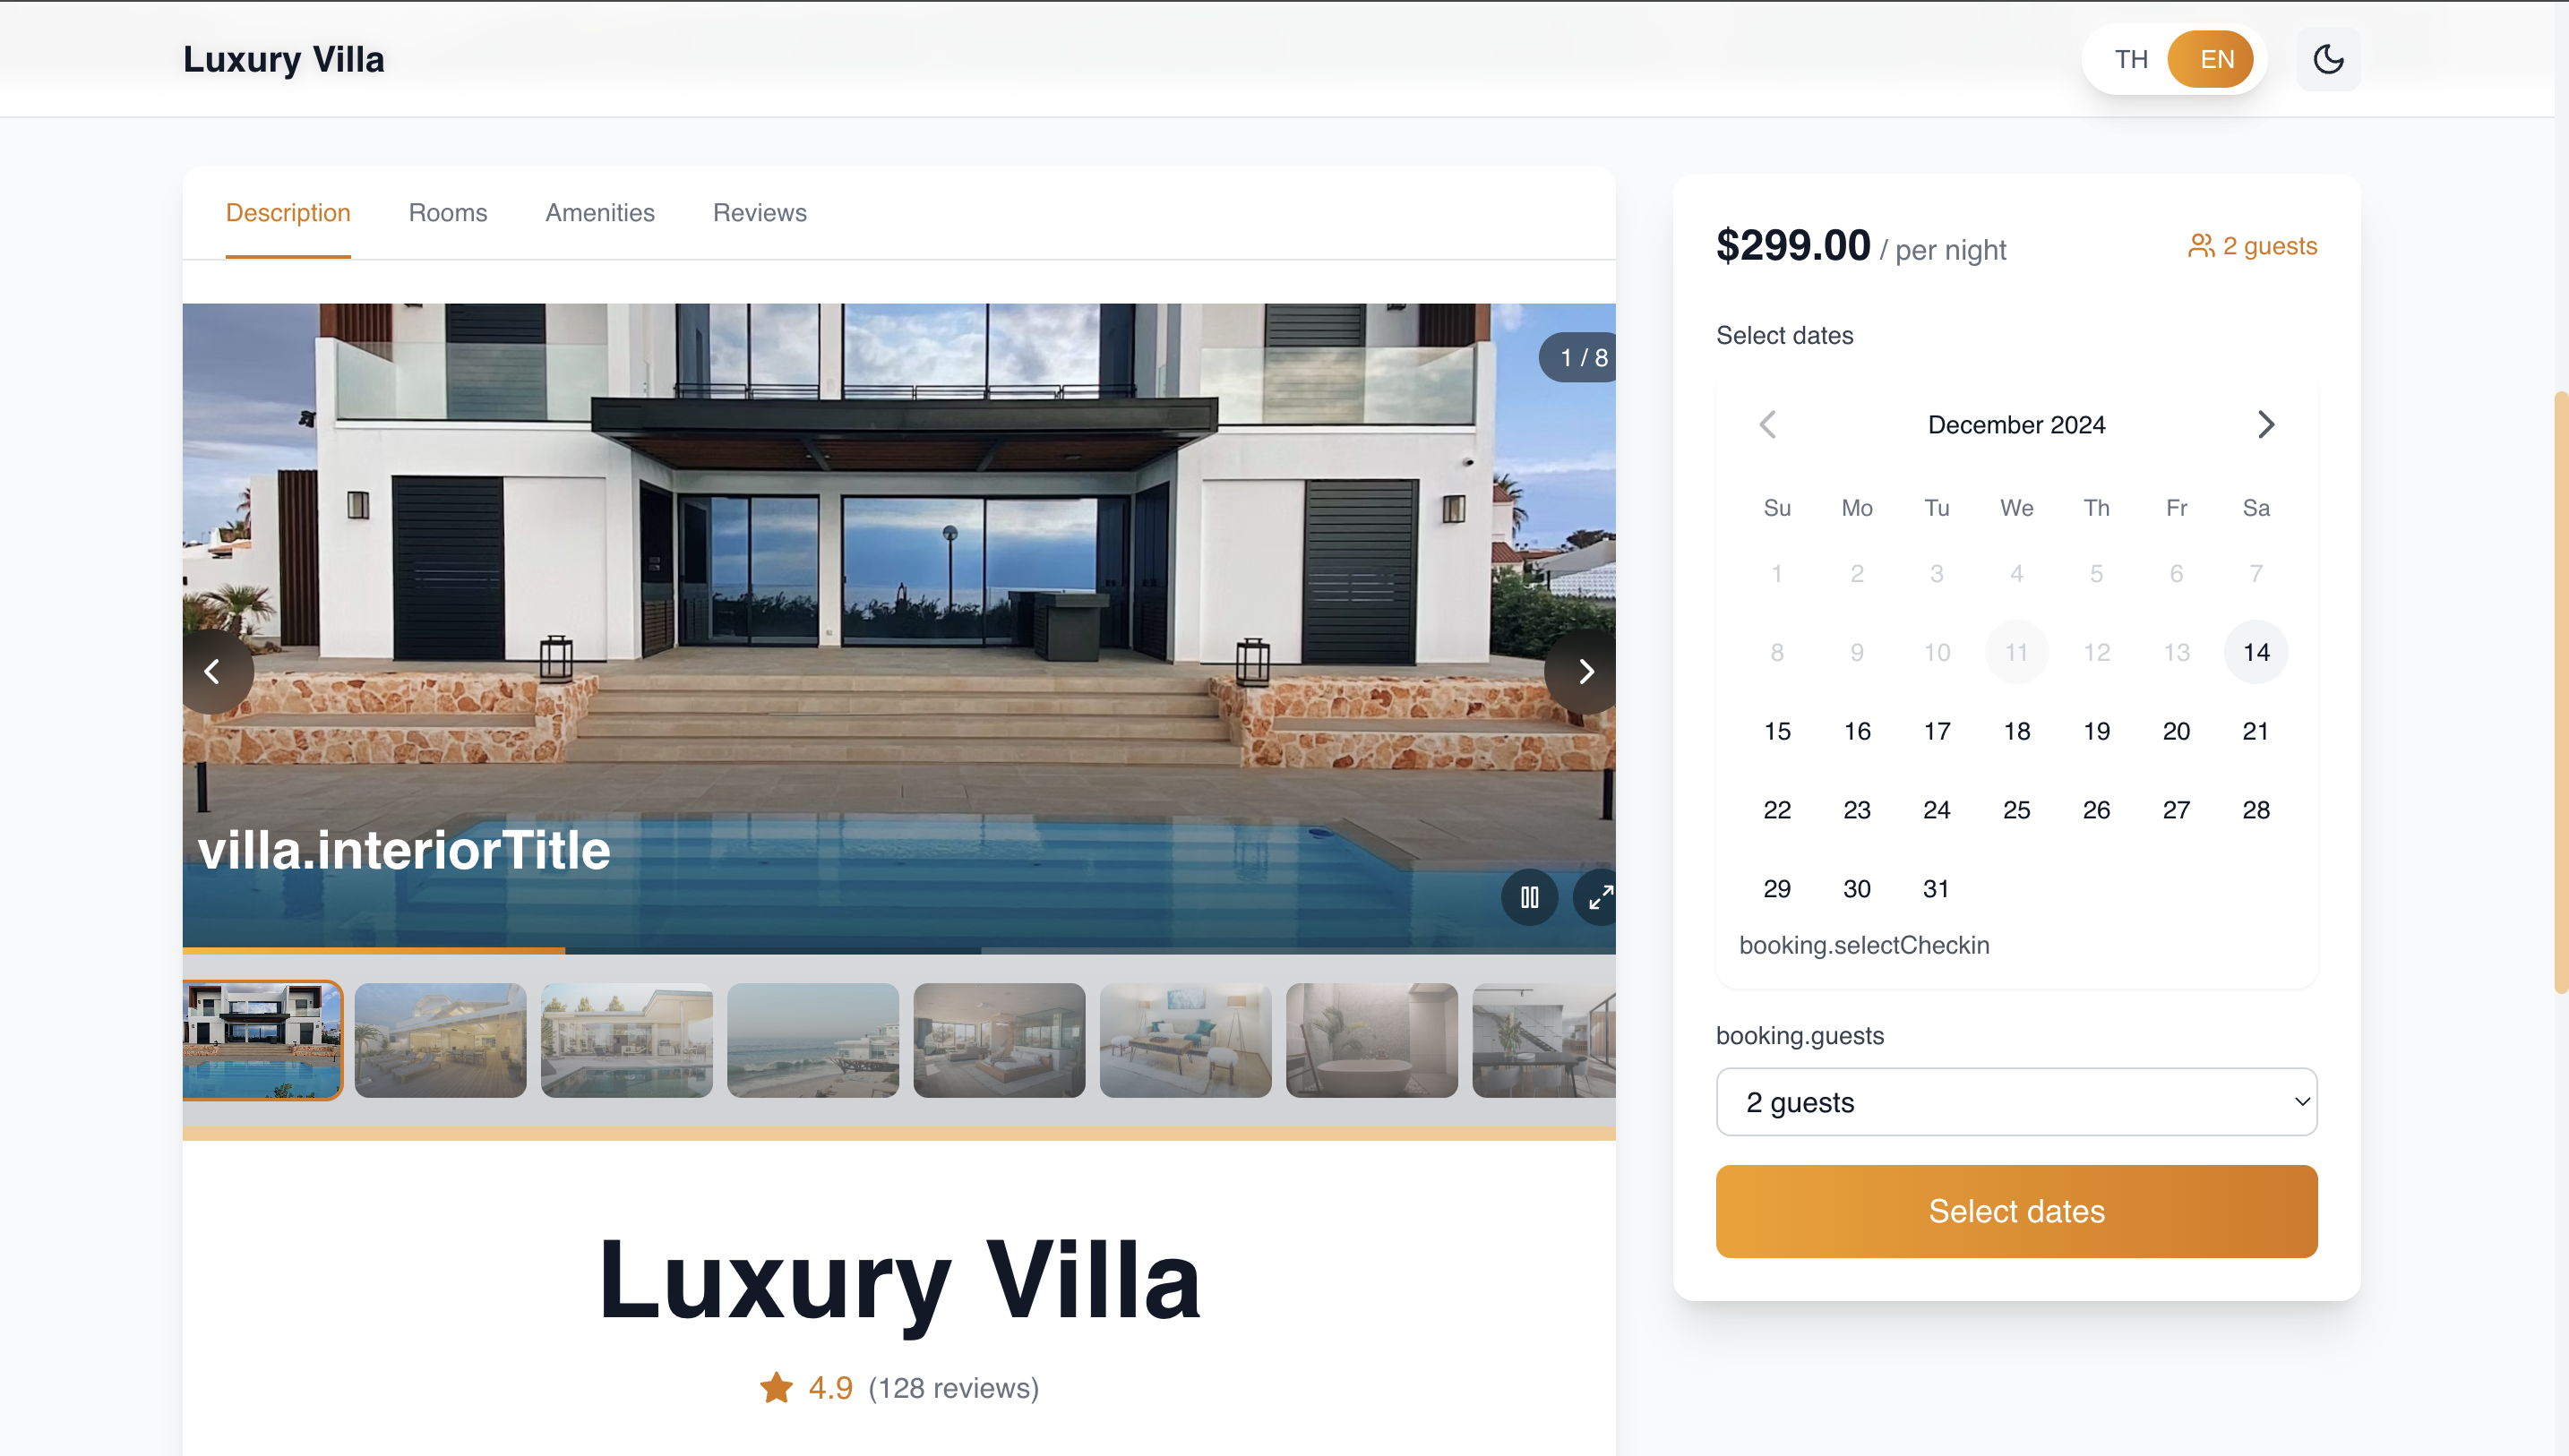 Luxury Villa
TH EN
Description Rooms Amenities Reviews
1 / 8
villa.interiorTitle
Luxury Villa
4.9 (128 reviews)
$299.00 / per night
2 guests
Select dates
December 2024
Su Mo Tu We Th Fr Sa
1 2 3 4 5 6 7
8 9 10 11 12 13 14
15 16 17 18 19 20 21
22 23 24 25 26 27 28
29 30 31
booking.selectCheckin
booking.guests
2 guests
Select dates